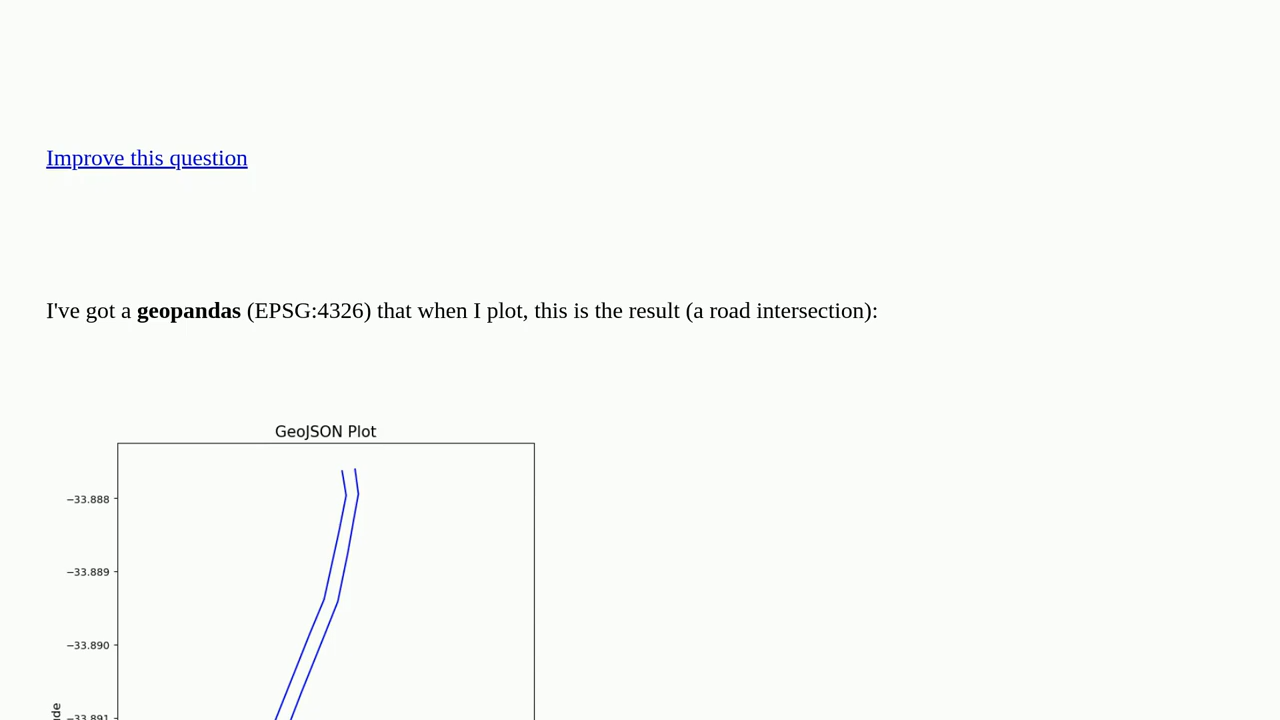 Improve this question
I've got a geopandas (EPSG:4326) that when I plot, this is the result (a road intersection):
GeoJSON Plot
−33.888
−33.889
−33.890
−33.891